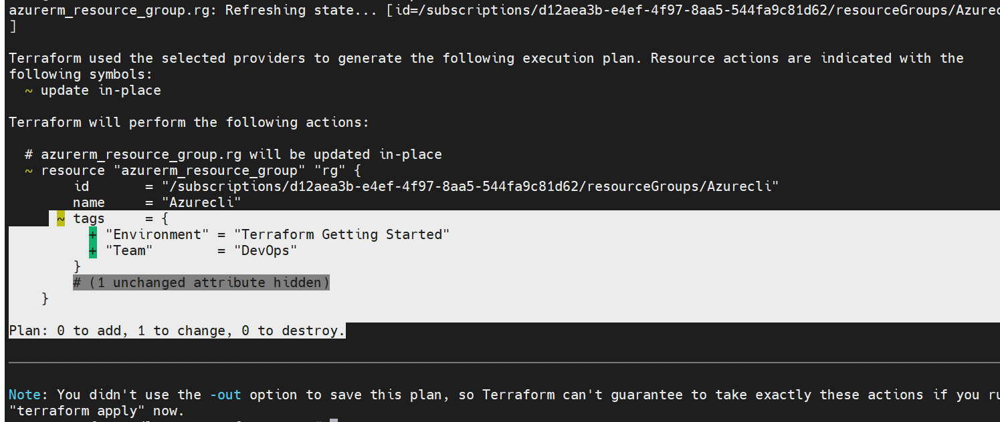 azurerm_resource_group.rg: Refreshing state... [id=/subscriptions/d12aea3b-e4ef-4f97-8aa5-544fa9c81d62/resourceGroups/Azurec
]
Terraform used the selected providers to generate the following execution plan. Resource actions are indicated with the
following symbols:
~ update in-place
Terraform will perform the following actions:
# azurerm_resource_group.rg will be updated in-place
~ resource "azurerm_resource_group" "rg" {
id = "/subscriptions/d12aea3b-e4ef-4f97-8aa5-544fa9c81d62/resourceGroups/Azurecli"
name = "Azurecli"
~ tags = {
+ "Environment" = "Terraform Getting Started"
+ "Team" = "DevOps"
}
# (1 unchanged attribute hidden)
}
Plan: 0 to add, 1 to change, 0 to destroy.
Note: You didn't use the -out option to save this plan, so Terraform can't guarantee to take exactly these actions if you ru
"terraform apply" now.